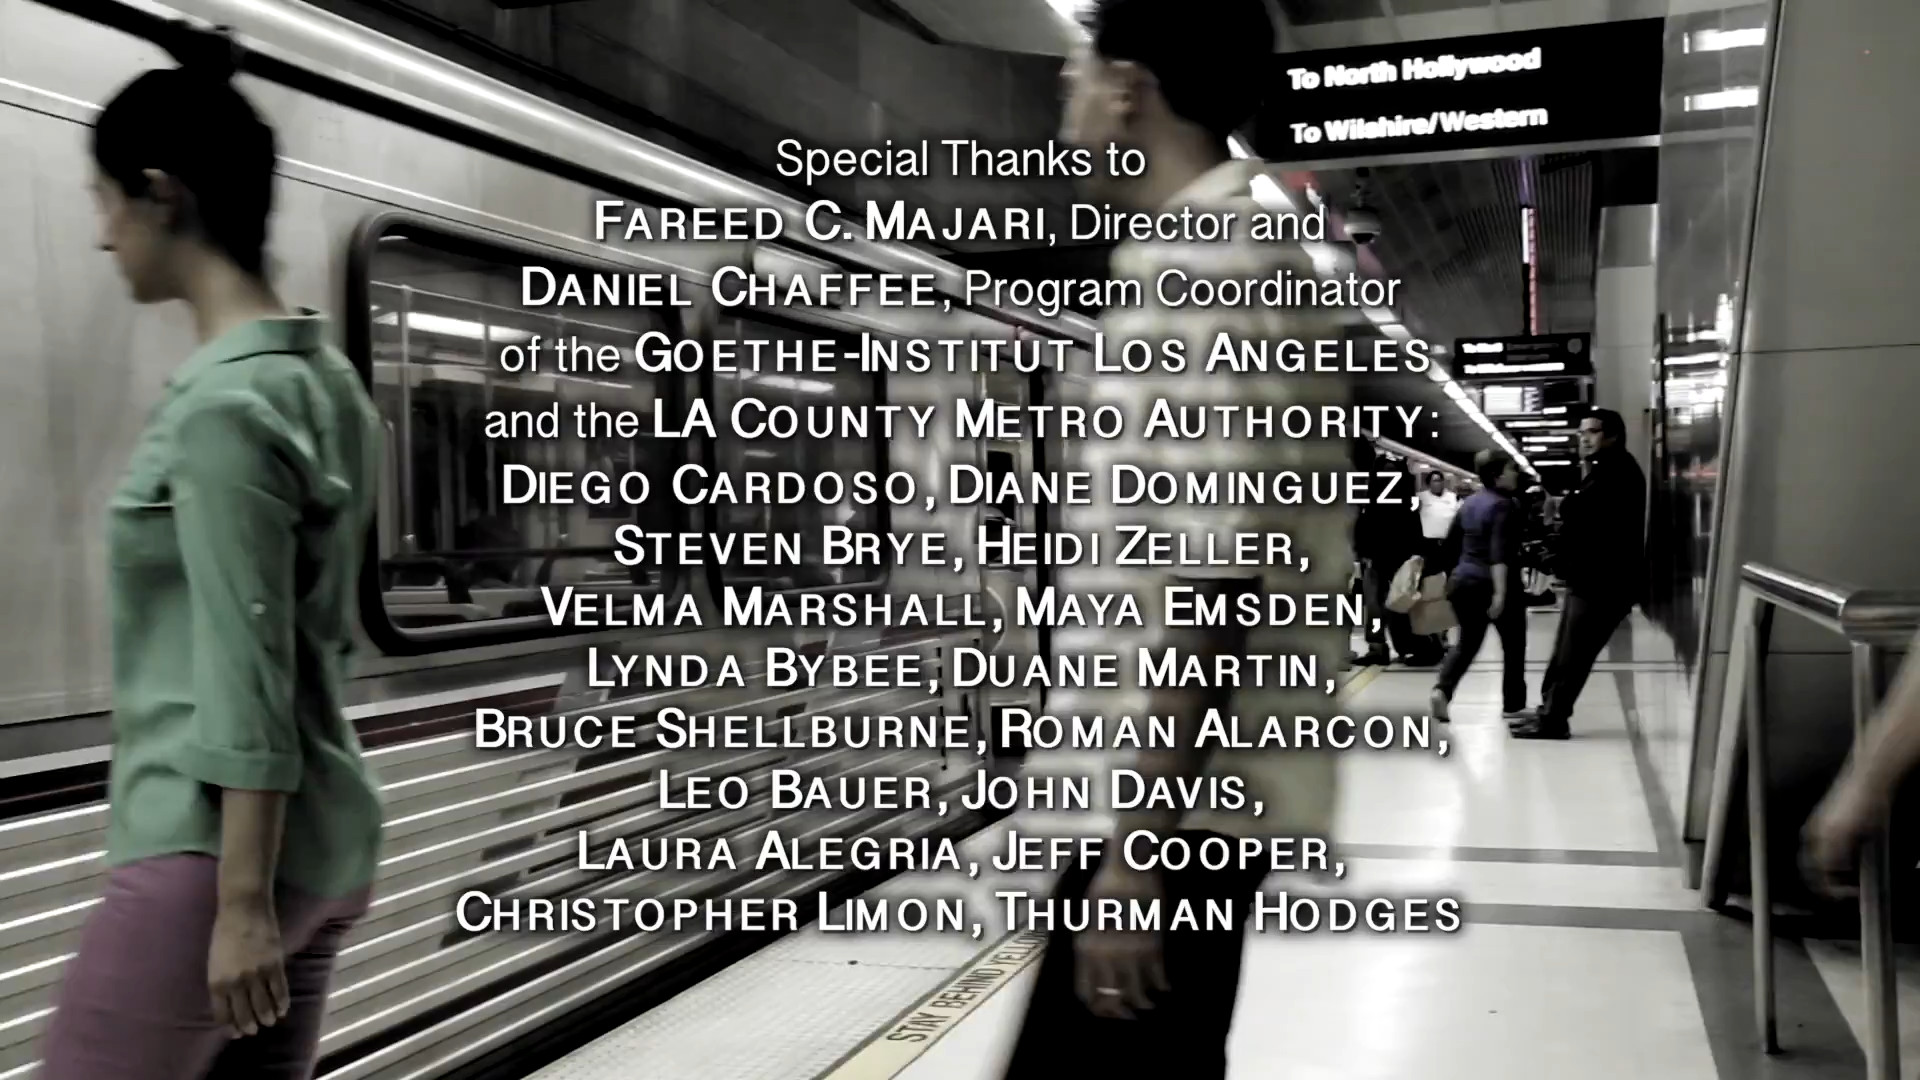 To North Hollywood
To Wilshire/Western
Special Thanks to
FAREED C. MAJARI, Director and
DANIEL CHAFFEE, Program Coordinator
of the GOETHE-INSTITUT LOS ANGELES
and the LA COUNTY METRO AUTHORITY:
DIEGO CARDOSO, DIANE DOMINGUEZ,
STEVEN BRYE, HEIDI ZELLER,
VELMA MARSHALL, MAYA EMSDEN,
LYNDA BYBEE, DUANE MARTIN,
BRUCE SHELLBURNE, ROMAN ALARCON,
LEO BAUER, JOHN DAVIS,
LAURA ALEGRIA, JEFF COOPER,
CHRISTOPHER LIMON, THURMAN HODGES
STAY BEHIND YELLOW